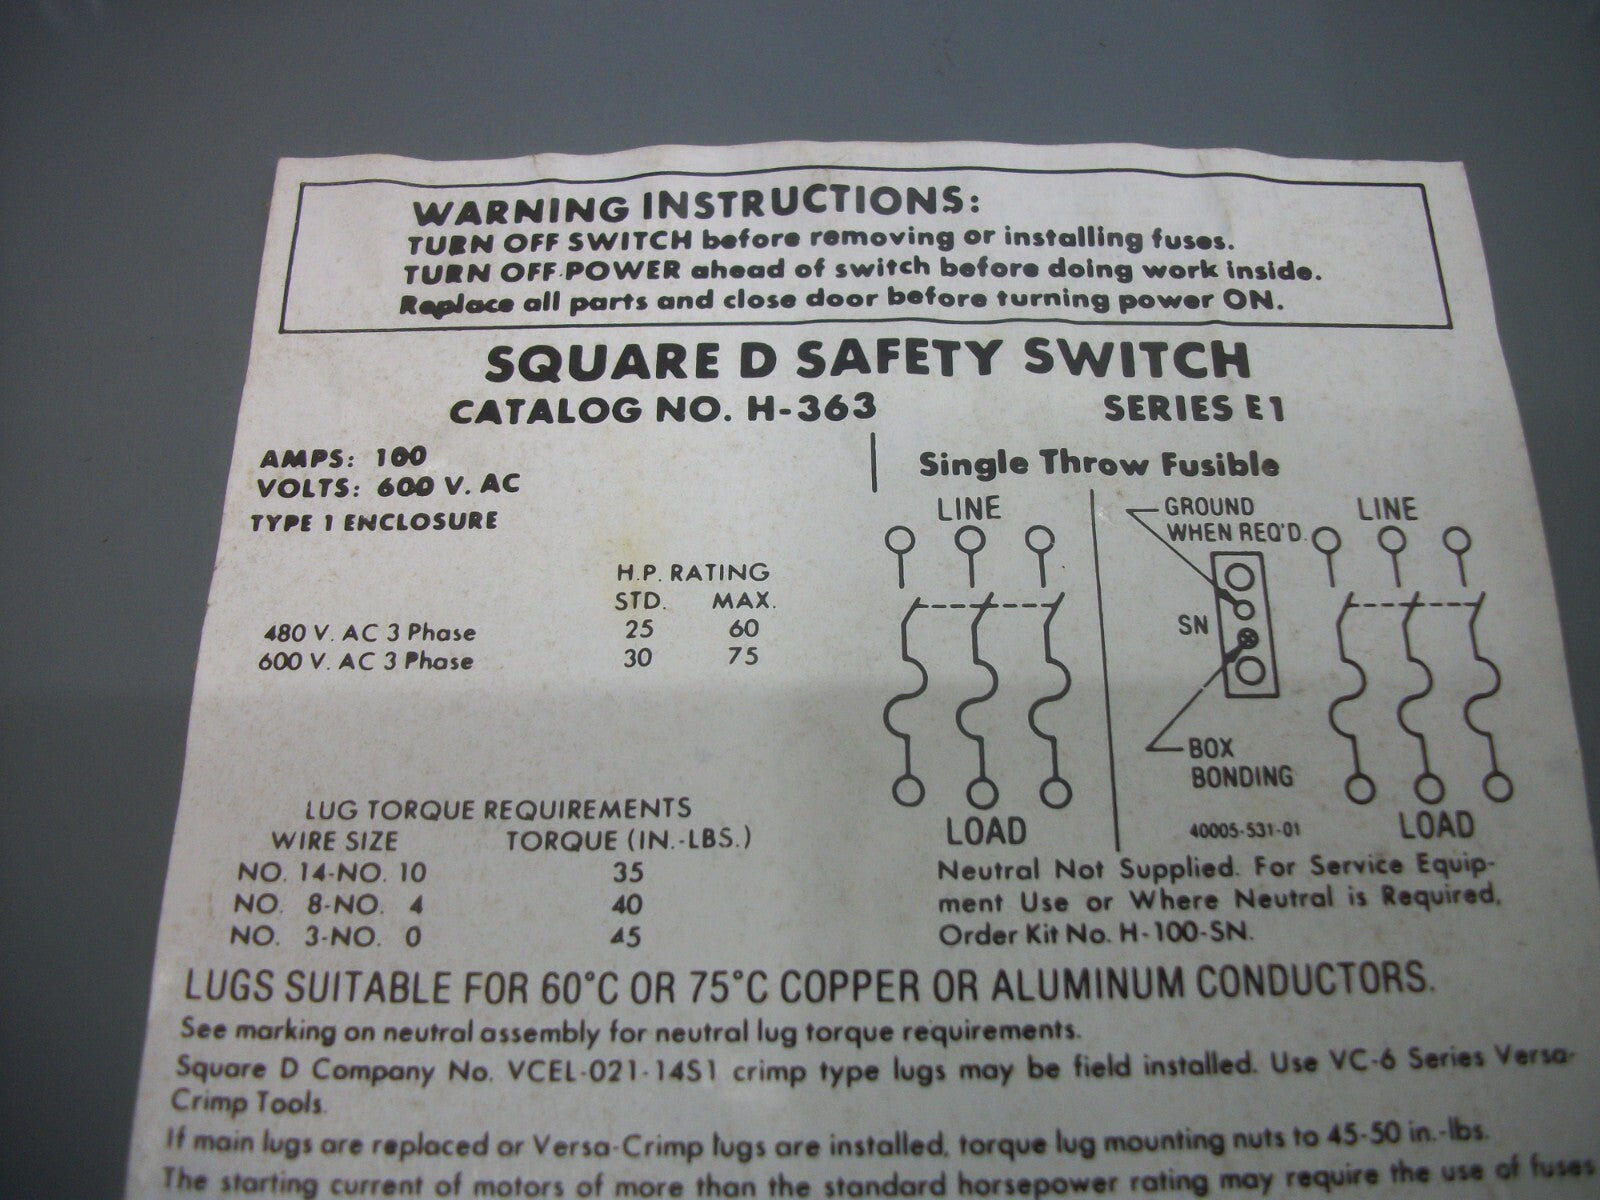 WARNING INSTRUCTIONS:
TURN OFF SWITCH before removing or installing fuses.
TURN OFF POWER ahead of switch before doing work inside.
Replace all parts and close door before turning power ON.
SQUARE D SAFETY SWITCH
CATALOG NO. H-363 SERIES E1
AMPS: 100
VOLTS: 600 V. AC
TYPE 1 ENCLOSURE
H.P. RATING
STD. MAX.
480 V. AC 3 Phase 25 60
600 V. AC 3 Phase 30 75
Single Throw Fusible
LINE
LOAD
GROUND
WHEN REQ'D.
SN
BOX
BONDING
40005-531-01
LINE
LOAD
LUG TORQUE REQUIREMENTS
WIRE SIZE TORQUE (IN.-LBS.)
NO. 14-NO. 10 35
NO. 8-NO. 4 40
NO. 3-NO. 0 45
Neutral Not Supplied. For Service Equip-
ment Use or Where Neutral is Required,
Order Kit No. H-100-SN.
LUGS SUITABLE FOR 60°C OR 75°C COPPER OR ALUMINUM CONDUCTORS.
See marking on neutral assembly for neutral lug torque requirements.
Square D Company No. VCEL-021-14S1 crimp type lugs may be field installed. Use VC-6 Series Versa-
Crimp Tools.
If main lugs are replaced or Versa-Crimp lugs are installed, torque lug mounting nuts to 45-50 in.-lbs.
The starting current of motors of more than the standard horsepower rating may require the use of fuses